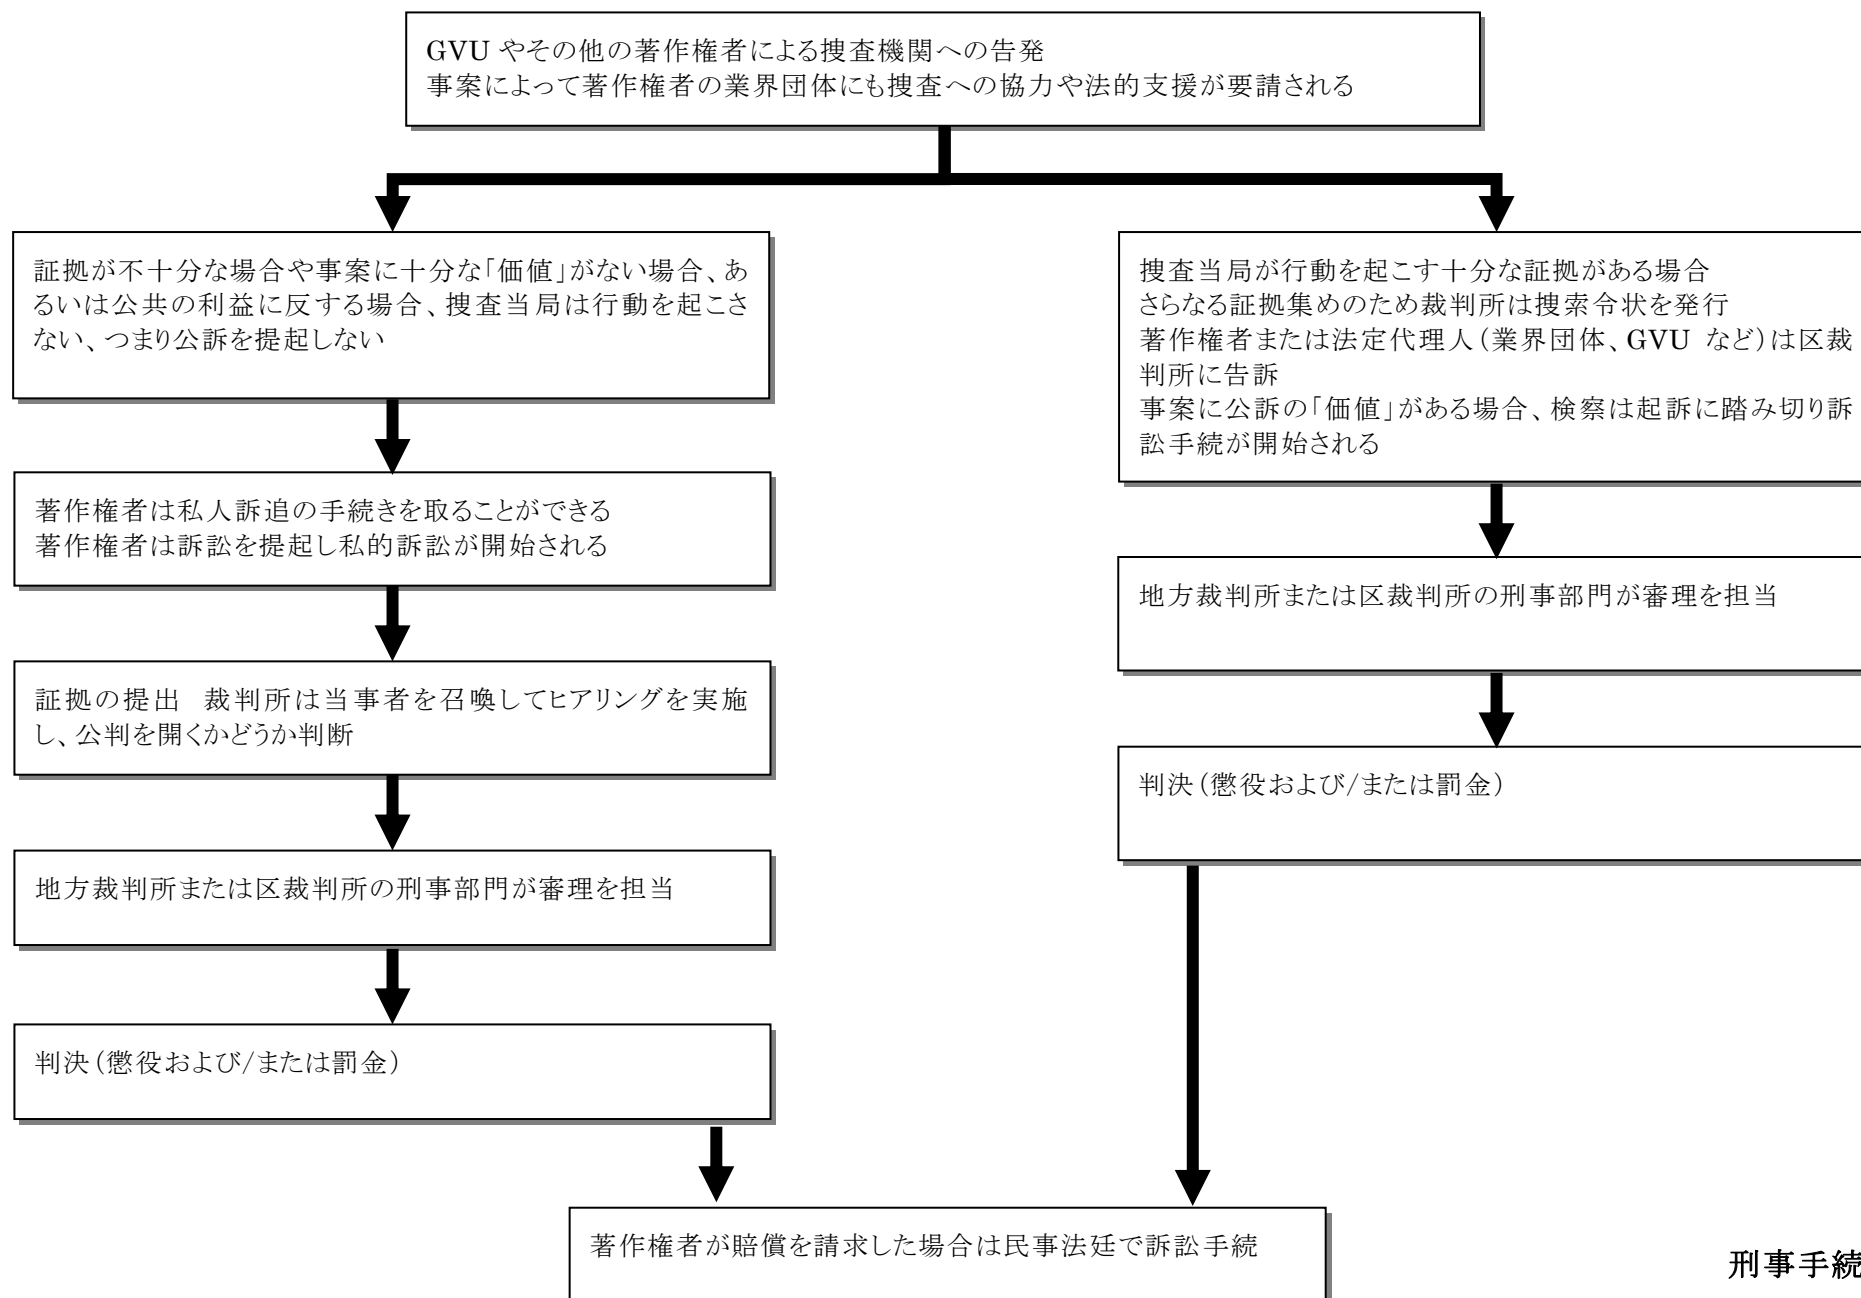 GVU やその他の著作権者による捜査機関への告発
事案によって著作権者の業界団体にも捜査への協力や法的支援が要請される
証拠が不十分な場合や事案に十分な「価値」がない場合、あ
るいは公共の利益に反する場合、捜査当局は行動を起こさ
ない、つまり公訴を提起しない
著作権者は私人訴追の手続きを取ることができる
著作権者は訴訟を提起し私的訴訟が開始される
証拠の提出　裁判所は当事者を召喚してヒアリングを実施
し、公判を開くかどうか判断
地方裁判所または区裁判所の刑事部門が審理を担当
判決（懲役および/または罰金）
捜査当局が行動を起こす十分な証拠がある場合
さらなる証拠集めのため裁判所は捜索令状を発行
著作権者または法定代理人（業界団体、GVU など）は区裁
判所に告訴
事案に公訴の「価値」がある場合、検察は起訴に踏み切り訴
訟手続が開始される
地方裁判所または区裁判所の刑事部門が審理を担当
判決（懲役および/または罰金）
著作権者が賠償を請求した場合は民事法廷で訴訟手続
刑事手続